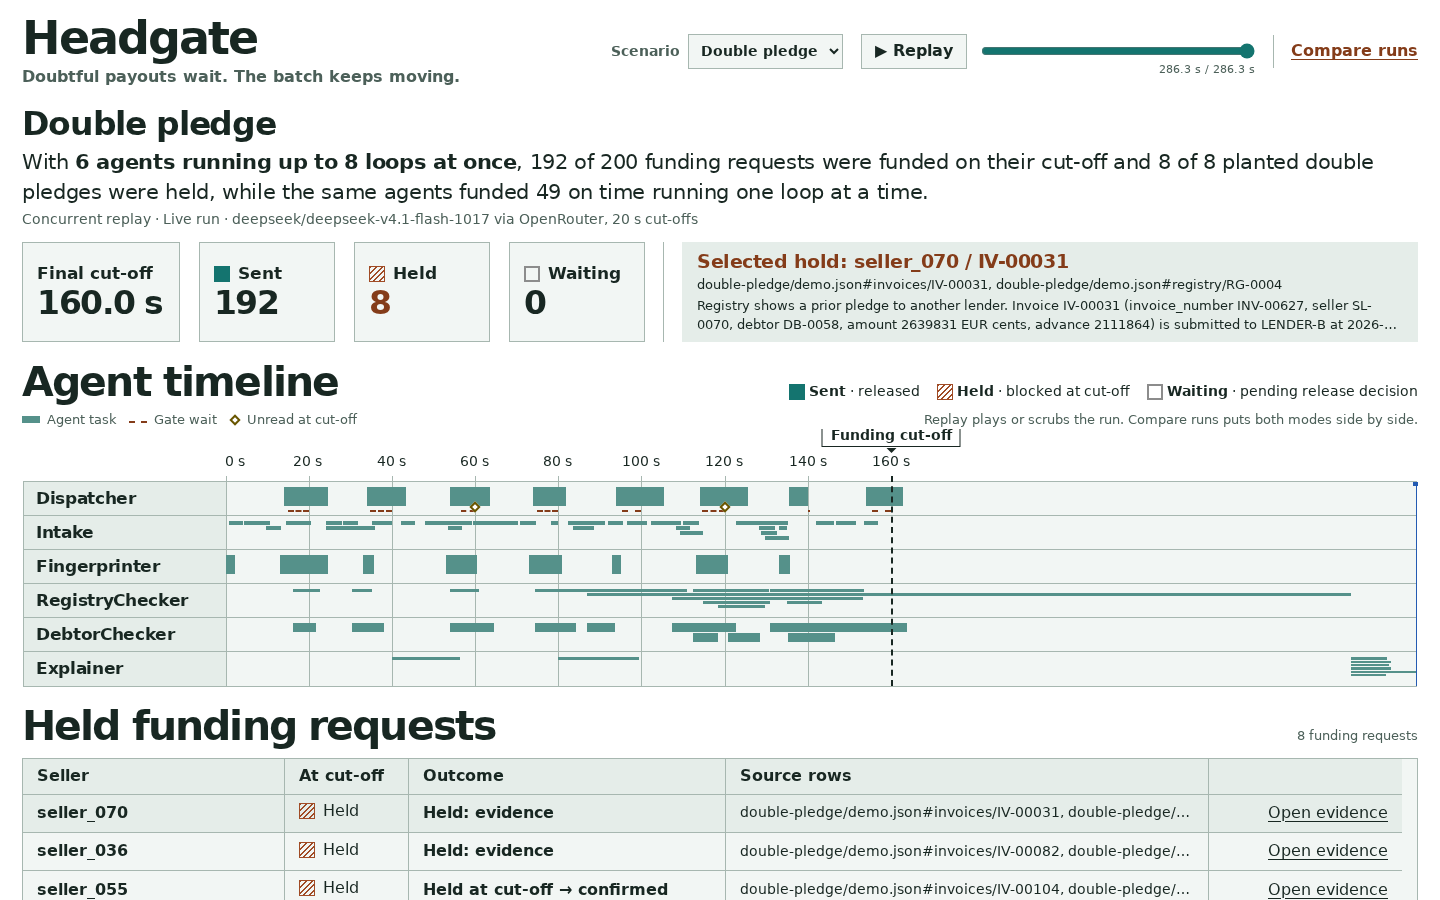 Headgate
Doubtful payouts wait. The batch keeps moving.
Scenario Double pledge ▶ Replay 286.3 s / 286.3 s Compare runs
Double pledge
With 6 agents running up to 8 loops at once, 192 of 200 funding requests were funded on their cut-off and 8 of 8 planted double
pledges were held, while the same agents funded 49 on time running one loop at a time.
Concurrent replay · Live run · deepseek/deepseek-v4.1-flash-1017 via OpenRouter, 20 s cut-offs
Final cut-off
160.0 s
Sent
192
Held
8
Waiting
0
Selected hold: seller_070 / IV-00031
double-pledge/demo.json#invoices/IV-00031, double-pledge/demo.json#registry/RG-0004
Registry shows a prior pledge to another lender. Invoice IV-00031 (invoice_number INV-00627, seller SL-
0070, debtor DB-0058, amount 2639831 EUR cents, advance 2111864) is submitted to LENDER-B at 2026-...
Agent timeline
Sent · released Held · blocked at cut-off Waiting · pending release decision
Agent task Gate wait Unread at cut-off
Replay plays or scrubs the run. Compare runs puts both modes side by side.
Funding cut-off
0 s 20 s 40 s 60 s 80 s 100 s 120 s 140 s 160 s
Dispatcher
Intake
Fingerprinter
RegistryChecker
DebtorChecker
Explainer
Held funding requests
8 funding requests
Seller At cut-off Outcome Source rows
seller_070 Held Held: evidence double-pledge/demo.json#invoices/IV-00031, double-pledge/... Open evidence
seller_036 Held Held: evidence double-pledge/demo.json#invoices/IV-00082, double-pledge/... Open evidence
seller_055 Held Held at cut-off → confirmed double-pledge/demo.json#invoices/IV-00104, double-pledge/... Open evidence